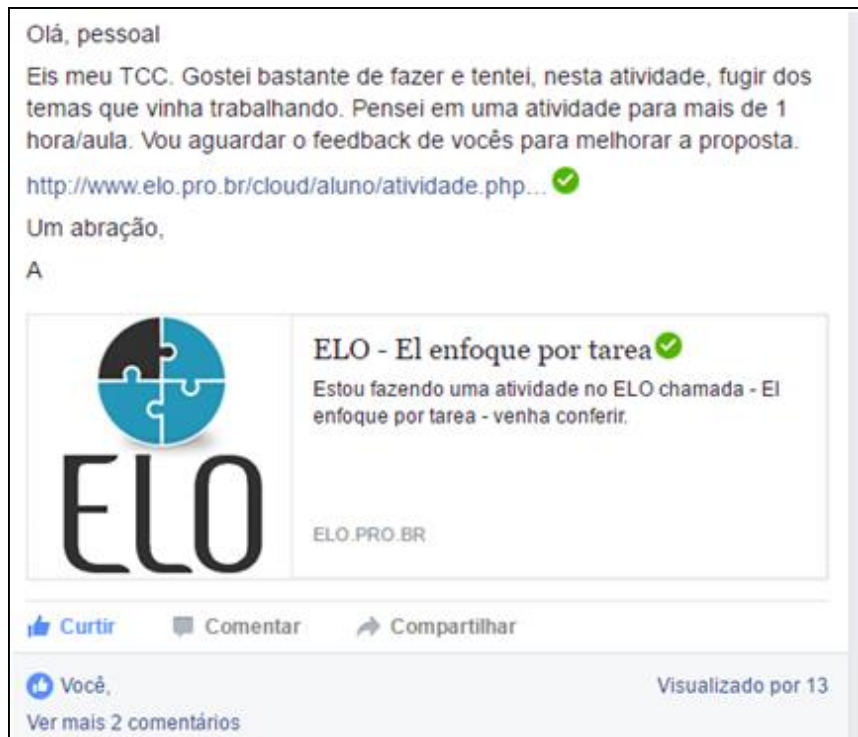 Olá, pessoal
Eis meu TCC. Gostei bastante de fazer e tentei, nesta atividade, fugir dos
temas que vinha trabalhando. Pensei em uma atividade para mais de 1
hora/aula. Vou aguardar o feedback de vocês para melhorar a proposta.
http://www.elo.pro.br/cloud/aluno/atividade.php...
Um abração,
A
ELO
ELO - El enfoque por tarea
Estou fazendo uma atividade no ELO chamada - El
enfoque por tarea - venha conferir.
ELO.PRO.BR
Curtir Comentar Compartilhar
Você, Visualizado por 13
Ver mais 2 comentários